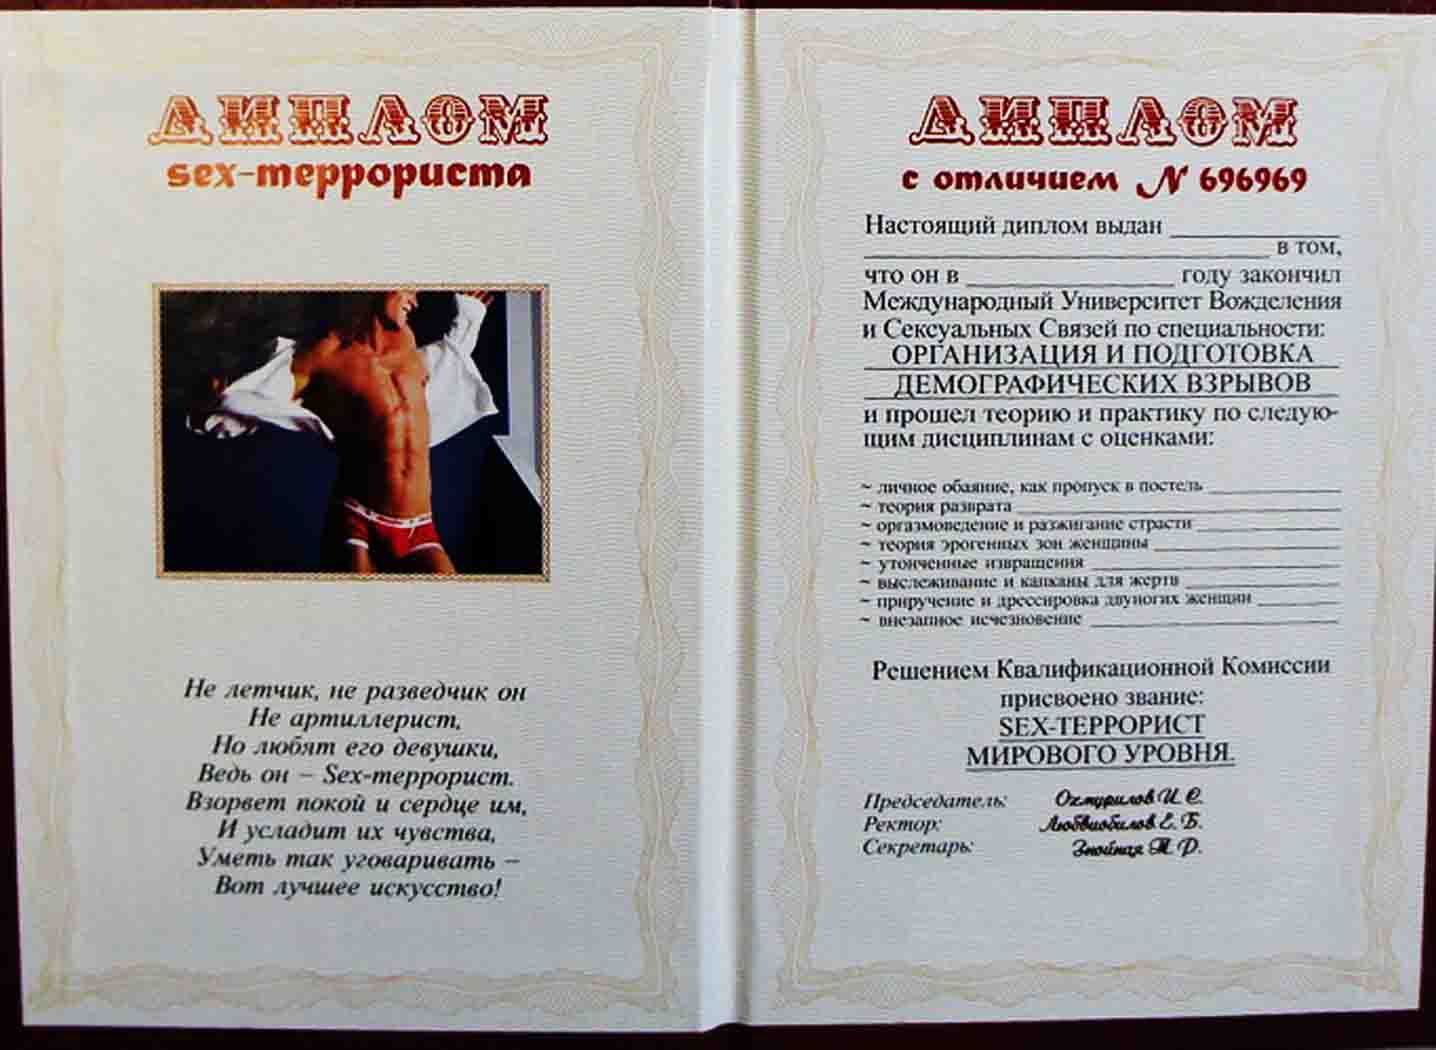 ДИПЛОМ
sex-террориста
Не летчик, не разведчик он
Не артиллерист,
Но любят его девушки,
Ведь он – Sex-террорист.
Взорвет покой и сердце им,
И усладит их чувства,
Уметь так уговаривать –
Вот лучшее искусство!
ДИПЛОМ
с отличием N 696969
Настоящий диплом выдан
в том,
что он в году закончил
Международный Университет Вожделения
и Сексуальных Связей по специальности:
ОРГАНИЗАЦИЯ И ПОДГОТОВКА
ДЕМОГРАФИЧЕСКИХ ВЗРЫВОВ
и прошел теорию и практику по следую-
щим дисциплинам с оценками:
~ личное обаяние, как пропуск в постель
~ теория разврата
~ оргазмоведение и разжигание страсти
~ теория эрогенных зон женщины
~ утонченные извращения
~ выслеживание и капканы для жертв
~ приручение и дрессировка двуногих женщин
~ внезапное исчезновение
Решением Квалификационной Комиссии
присвоено звание:
SEX-ТЕРРОРИСТ
МИРОВОГО УРОВНЯ.
Председатель: Охмурилов И. С.
Ректор: Любвиобилов Е. Б.
Секретарь: Знойная М. Р.